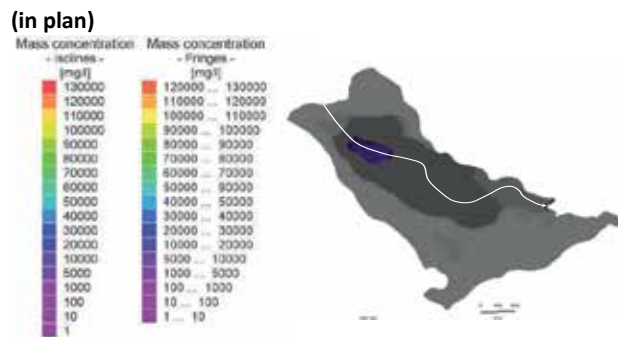 (in plan)
Mass concentration
- Isolines -
[mg/l]
130000
120000
110000
100000
90000
80000
70000
60000
50000
40000
30000
20000
10000
5000
1000
100
10
1
Mass concentration
- Fringes -
[mg/l]
120000 ... 130000
110000 ... 120000
100000 ... 110000
90000 ... 100000
80000 ... 90000
70000 ... 80000
60000 ... 70000
50000 ... 60000
40000 ... 50000
30000 ... 40000
20000 ... 30000
10000 ... 20000
5000 ... 10000
1000 ... 5000
100 ... 1000
10 ... 100
1 ... 10